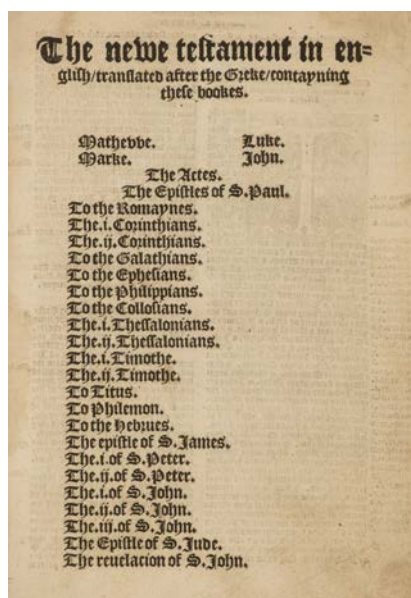 The newe testament in en=
glish/translated after the Greke/contayning
these bookes.
Mathevve. Luke.
Marke. John.
The Actes.
The Epistles of S.Paul.
To the Romaynes.
The.i.Corinthians.
The.ij.Corinthians.
To the Galathians.
To the Ephesians.
To the Philippians.
To the Collosians.
The.i.Thessalonians.
The.ij.Thessalonians.
The.i.Timothe.
The.ij.Timothe.
To Titus.
To Philemon.
To the Hebrues.
The epistle of S.James.
The.i.of S.Peter.
The.ij.of S.Peter.
The.i.of S.John.
The.ij.of S.John.
The.iij.of S.John.
The Epistle of S.Jude.
The reuelacion of S.John.